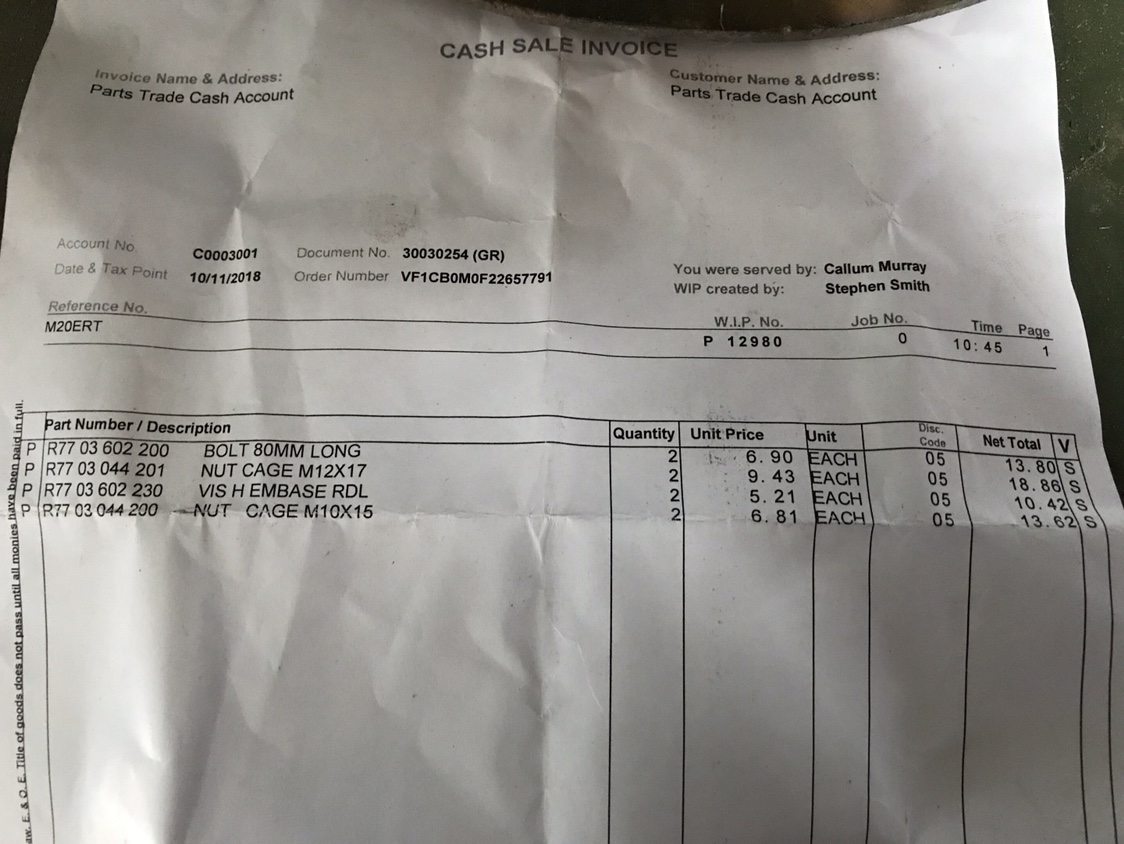 CASH SALE INVOICE
Invoice Name & Address:
Parts Trade Cash Account
Customer Name & Address:
Parts Trade Cash Account
Account No. C0003001 Document No. 30030254 (GR)
Date & Tax Point 10/11/2018 Order Number VF1CB0M0F22657791
You were served by: Callum Murray
WIP created by: Stephen Smith
Reference No. W.I.P. No. Job No. Time Page
M20ERT P 12980 0 10:45 1
Part Number / Description Quantity Unit Price Unit Disc. Code Net Total V
P R77 03 602 200 BOLT 80MM LONG 2 6.90 EACH 05 13.80 S
P R77 03 044 201 NUT CAGE M12X17 2 9.43 EACH 05 18.86 S
P R77 03 602 230 VIS H EMBASE RDL 2 5.21 EACH 05 10.42 S
P R77 03 044 200 NUT CAGE M10X15 2 6.81 EACH 05 13.62 S
E. & O. E. Title of goods does not pass until all monies have been paid in full.